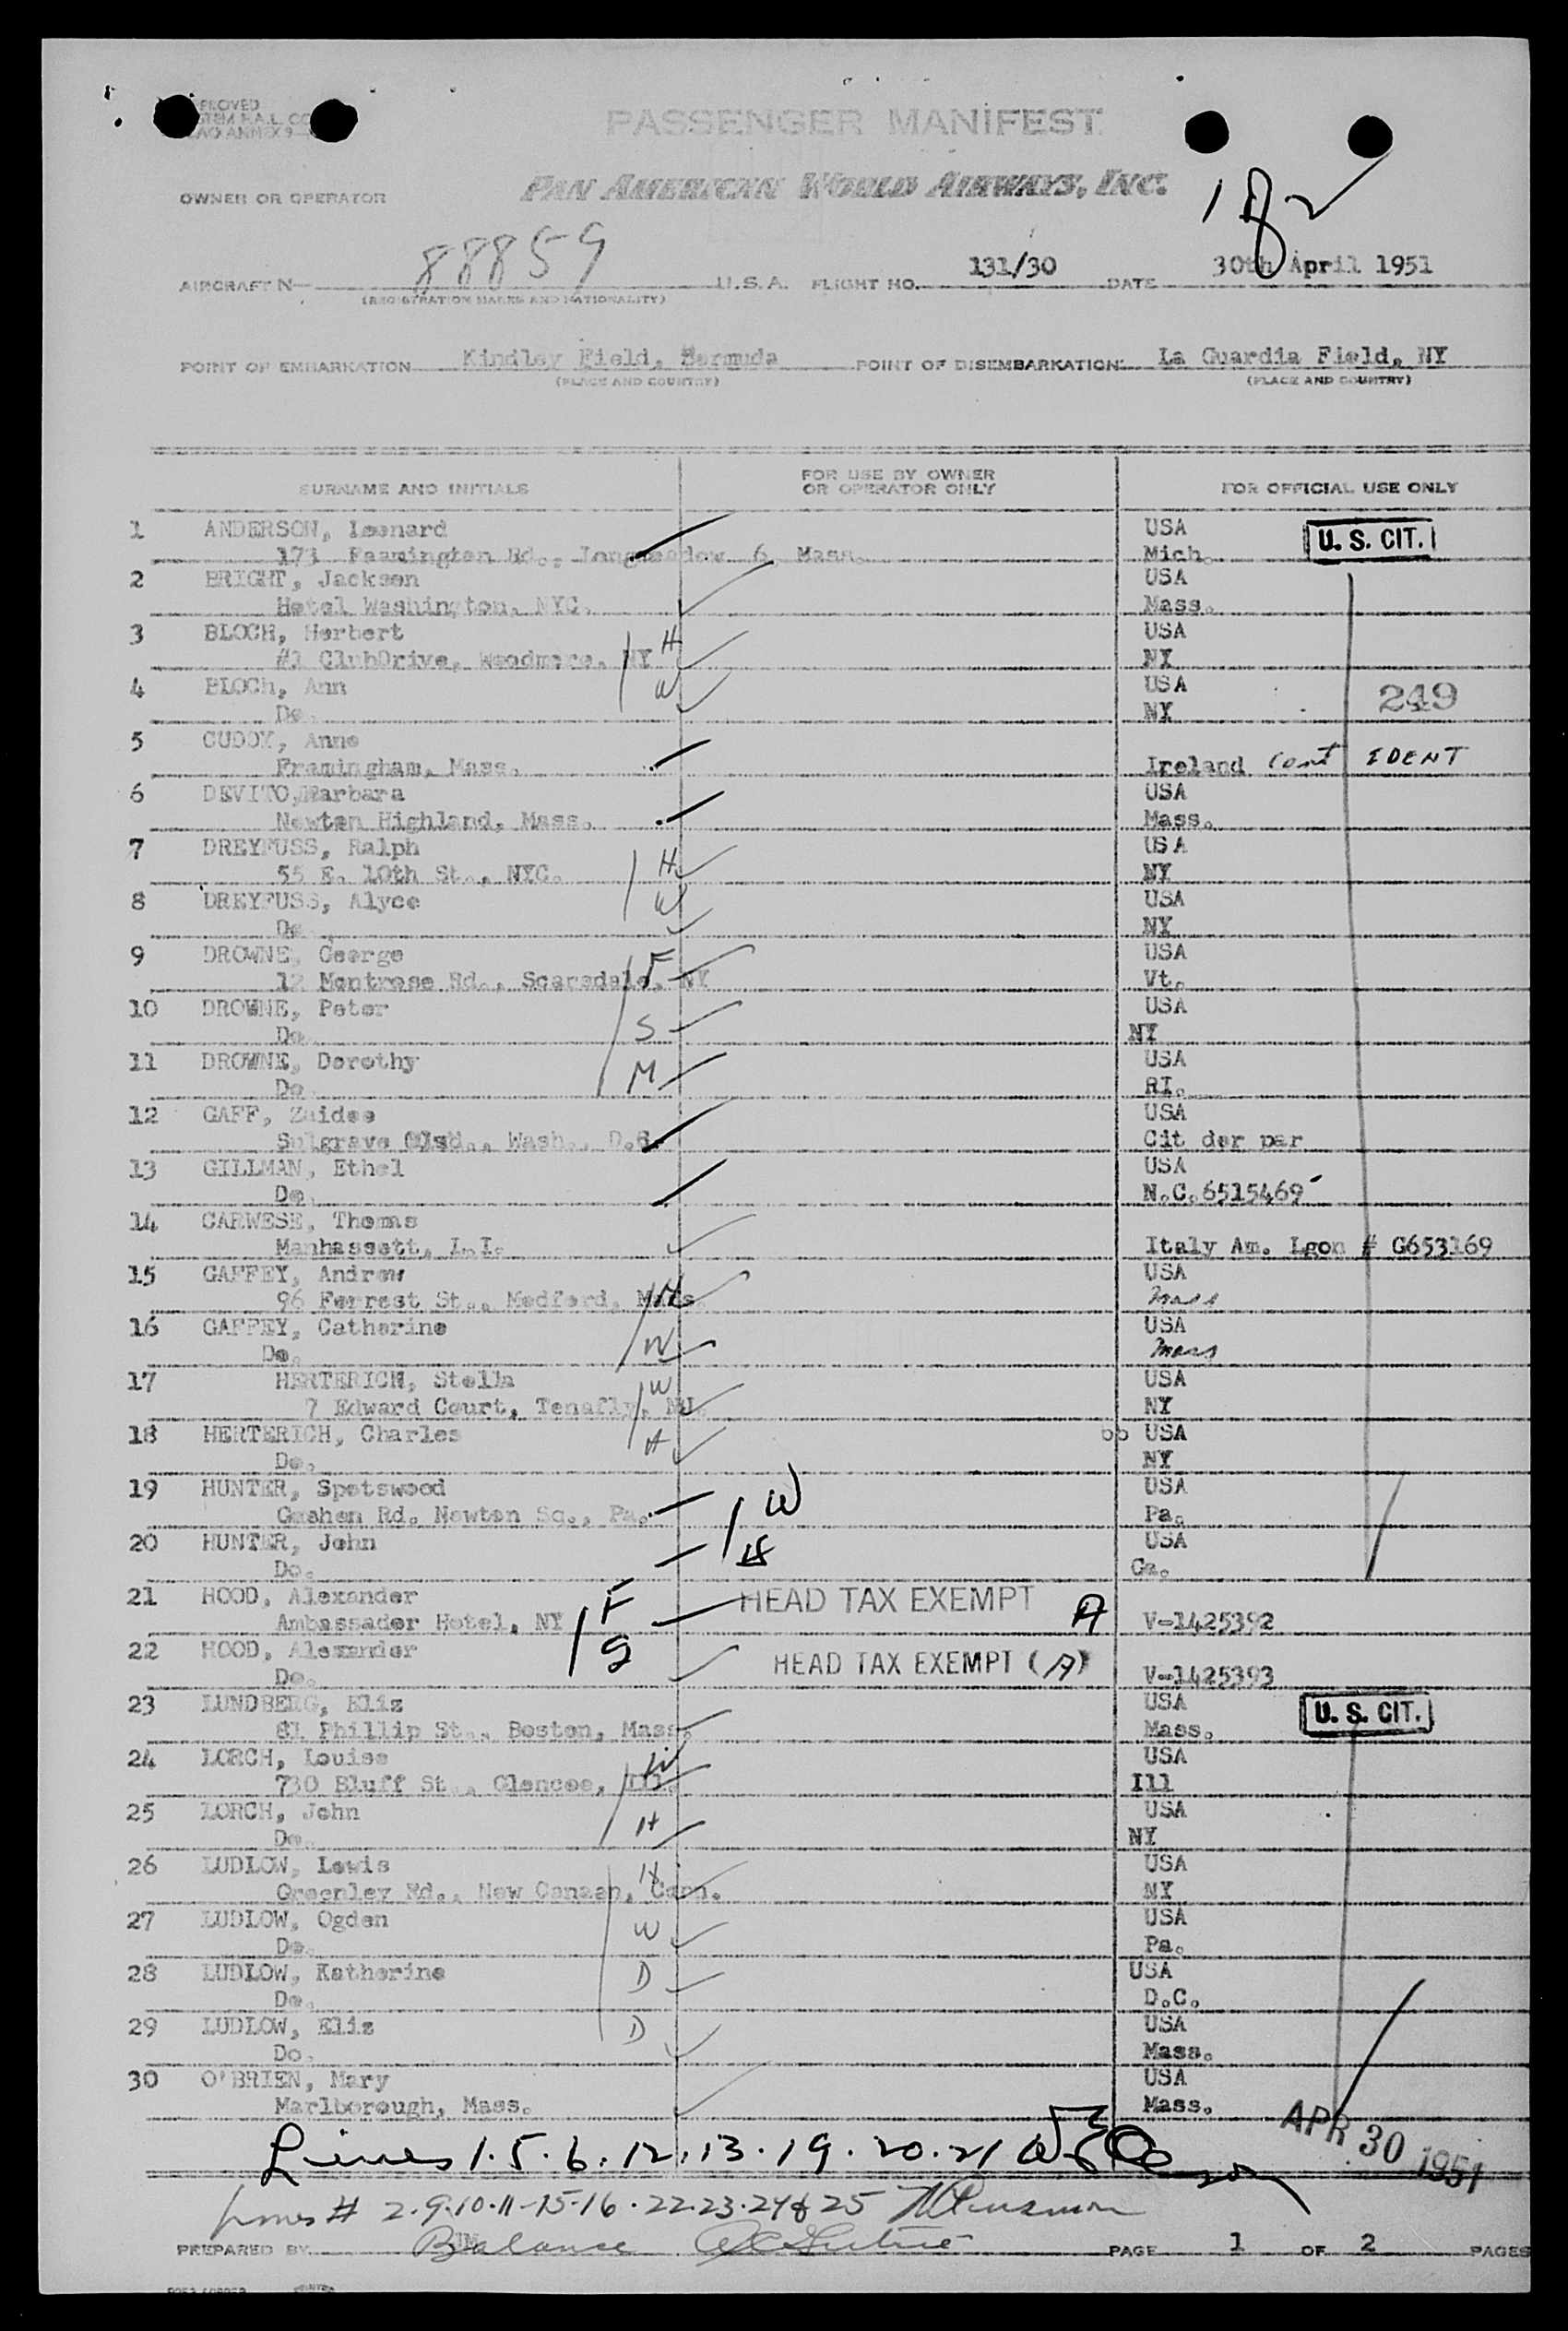 PASSENGER MANIFEST
OWNER OR OPERATOR PAN AMERICAN WORLD AIRWAYS, INC.
182
AIRCRAFT N- 88859 U.S.A. FLIGHT NO. 131/30 DATE 30th April 1951
(REGISTRATION MARKS AND NATIONALITY)
POINT OF EMBARKATION Kindley Field, Bermuda POINT OF DISEMBARKATION La Guardia Field, NY
(PLACE AND COUNTRY) (PLACE AND COUNTRY)
SURNAME AND INITIALS FOR USE BY OWNER OR OPERATOR ONLY FOR OFFICIAL USE ONLY
1 ANDERSON, Leonard USA U. S. CIT.
Rd., Longmeadow 6, Mass. Mich.
2 BRIGHT, Jackson USA
Hotel Washington, NYC. Mass.
3 BLOCH, Herbert H USA
#1 ClubDrive, Woodmere, NY NY
4 BLOCh, Ann W USA 249
Do. NY
5 CUDDY, Anne
Framingham, Mass. Ireland cont IDENT
6 DEVITO,Barbara USA
Newton Highland, Mass. Mass.
7 DREYFUSS, Ralph H USA
55 E. 10th St., NYC. NY
8 DREYFUSS, Alyce W USA
Do. NY
9 DROWNE, George F USA
12 Montrose Rd., Scarsdale, NY Vt.
10 DROWNE, Peter USA
Do. S NY
11 DROWNE, Dorothy USA
Do. M RI.
12 GAFF, Zaidee USA
Sulgrave Wash., D.C. Cit der par
13 GILLMAN, Ethel USA
Do. N.C.6515469
14 CARWESE, Thomas
Manhassett, L.I. Italy Am. Lgon # G653169
15 GAFFEY, Andrew USA
96 Forrest St., Medford, Mass. H Mass
16 GAFFEY, Catherine USA
Do. W Mass
17 HERTERICH, Stella W USA
7 Edward Court, Tenafly, NJ. NY
18 HERTERICH, Charles H USA
Do. NY
19 HUNTER, Spotswood W USA
Goshen Rd. Newton Sq., Pa. Pa.
20 HUNTER, John H USA
Do. Ga.
21 HOOD, Alexander F HEAD TAX EXEMPT A
Ambassador Hotel, NY V-1425392
22 HOOD, Alexander S HEAD TAX EXEMPT (A)
Do. V-1425393
23 LUNDBERG, Eliz USA U. S. CIT.
81 Phillip St., Boston, Mass. Mass.
24 LORCH, Louise W USA
730 Bluff St., Glencoe, Ill. Ill
25 LORCH, John H USA
Do. NY
26 LUDLOW, Lewis H USA
Greenley Rd., New Canaan, Conn. NY
27 LUDLOW, Ogden W USA
Do. Pa.
28 LUDLOW, Katherine D USA
Do. D.C.
29 LUDLOW, Eliz D USA
Do. Mass.
30 O'BRIEN, Mary USA
Marlborough, Mass. Mass.
APR 30 1951
Lines 1.5.6.12.13.19.20.21
Lines # 2.9.10.11-15-16.22.23.24&25
PREPARED BY Balance PAGE 1 OF 2 PAGES